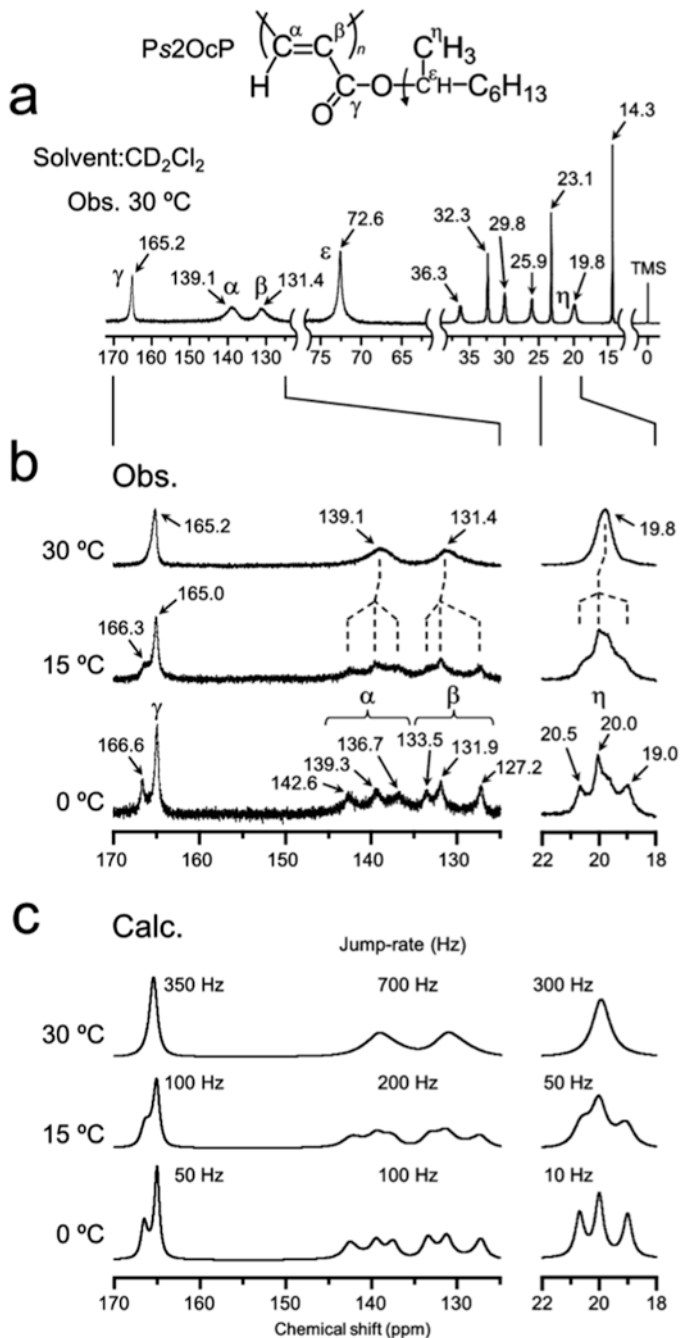 Ps2OcP
α
β
n
C=C
H
C
O
γ
O
CηH3
CεH
C6H13
a
Solvent:CD2Cl2
Obs. 30 ºC
γ
165.2
139.1
α
β
131.4
ε
72.6
36.3
32.3
29.8
25.9
η
23.1
19.8
14.3
TMS
170 160 150 140 130 75 70 65 35 30 25 20 15 0
b
Obs.
30 ºC
165.2
139.1
131.4
19.8
15 ºC
166.3
165.0
0 ºC
γ
166.6
α
β
142.6
139.3
136.7
133.5
131.9
127.2
η
20.5
20.0
19.0
170 160 150 140 130 22 20 18
c
Calc.
Jump-rate (Hz)
30 ºC 350 Hz 700 Hz 300 Hz
15 ºC 100 Hz 200 Hz 50 Hz
0 ºC 50 Hz 100 Hz 10 Hz
170 160 150 140 130 22 20 18
Chemical shift (ppm)